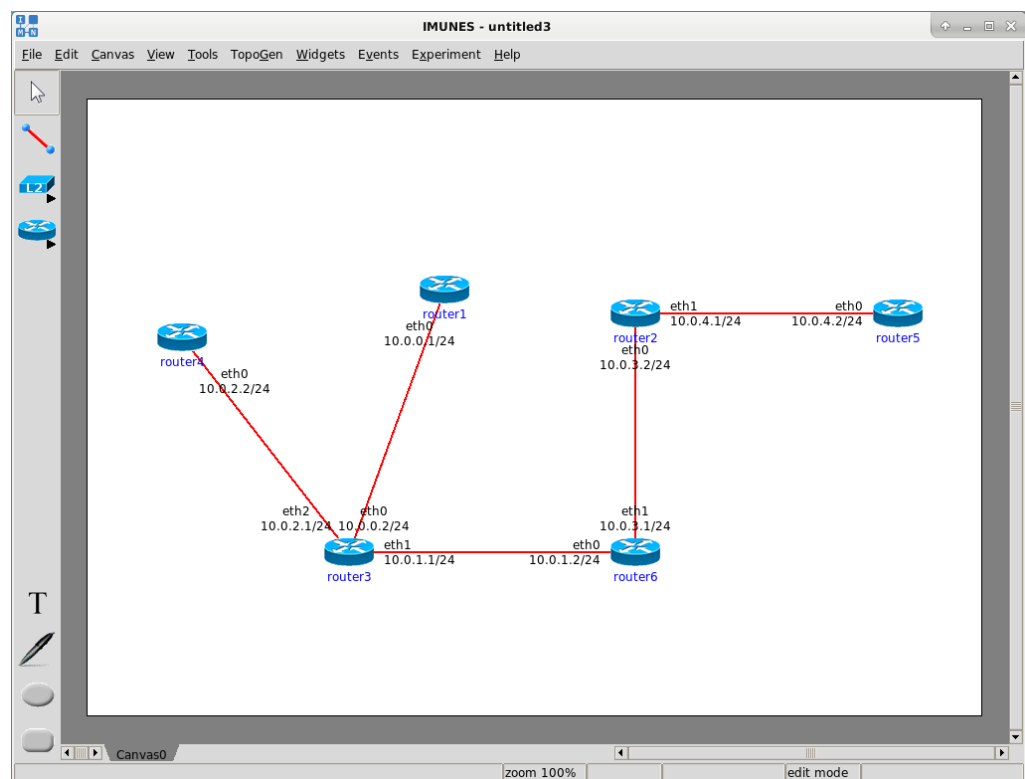 IMUNES - untitled3
File Edit Canvas View Tools TopoGen Widgets Events Experiment Help
L2
router1
eth0
10.0.0.1/24
router4
eth0
10.0.2.2/24
router2
eth0
10.0.3.2/24
eth1
10.0.4.1/24
eth0
10.0.4.2/24
router5
eth2
10.0.2.1/24
eth0
10.0.0.2/24
eth1
10.0.1.1/24
router3
eth0
10.0.1.2/24
eth1
10.0.3.1/24
router6
T
Canvas0
zoom 100%
edit mode